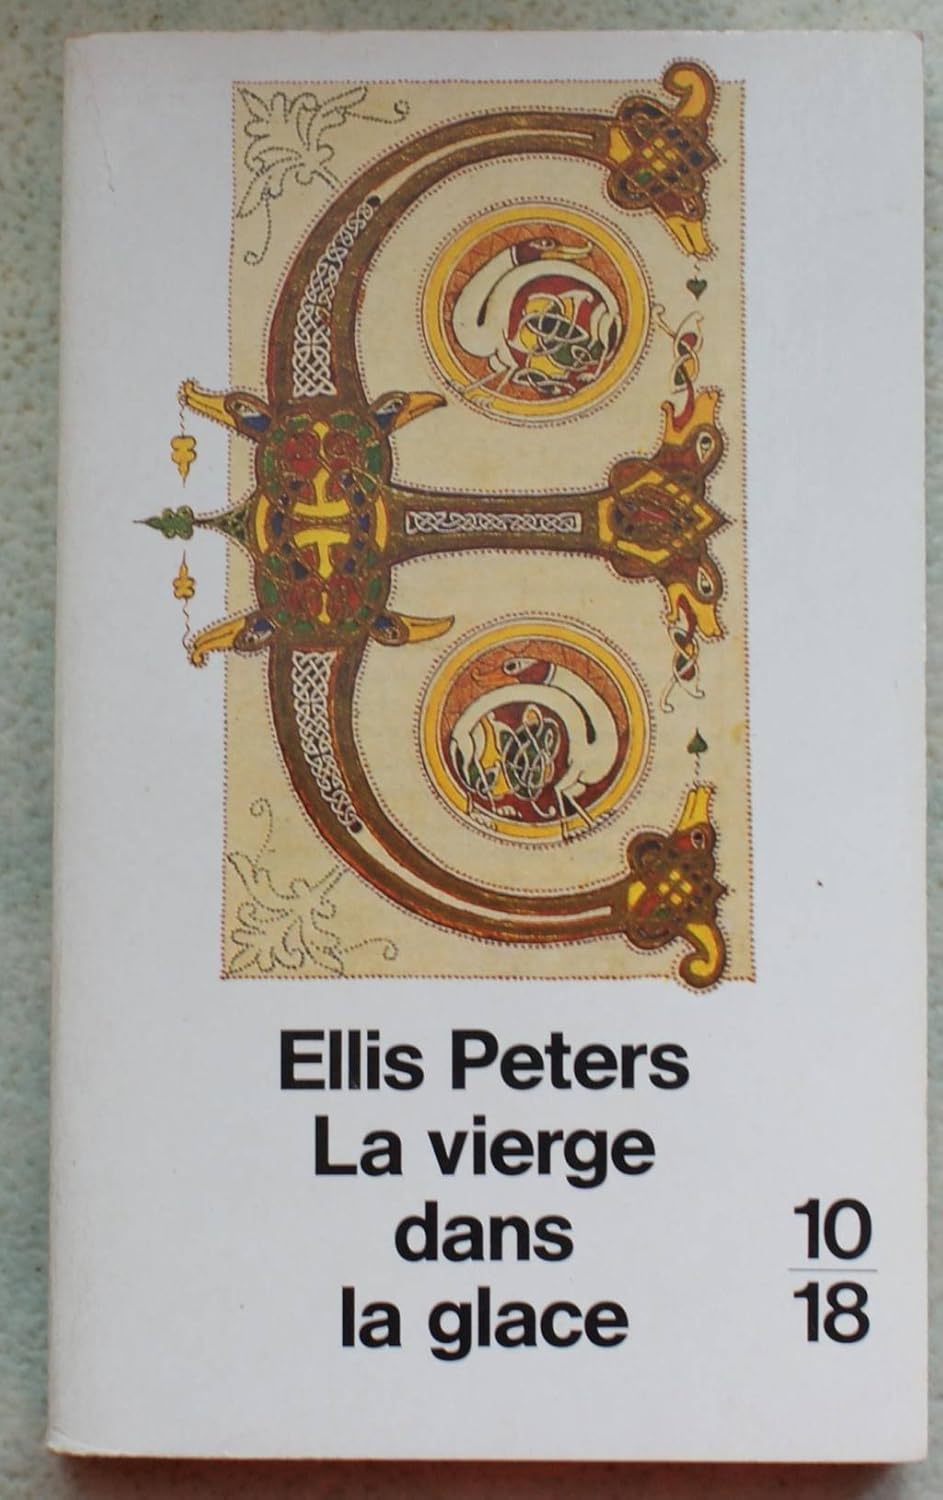 Ellis Peters
La vierge
dans
la glace
10
18